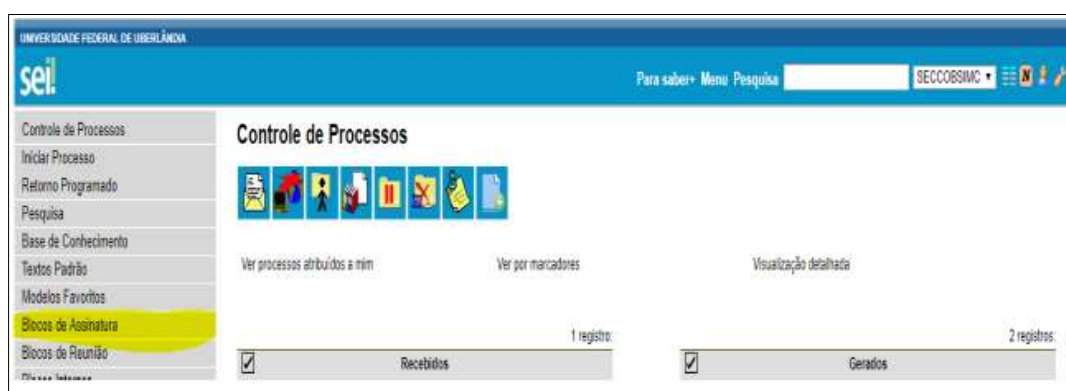 UNIVERSIDADE FEDERAL DE UBERLÂNDIA
sei!
Para saber+ Menu Pesquisa SECCOBSIMC N
Controle de Processos
Iniciar Processo
Retorno Programado
Pesquisa
Base de Conhecimento
Textos Padrão
Modelos Favoritos
Blocos de Assinatura
Blocos de Reunião
Blocos Internos
Controle de Processos
Ver processos atribuídos a mim Ver por marcadores Visualização detalhada
1 registro: 2 registros:
Recebidos Gerados